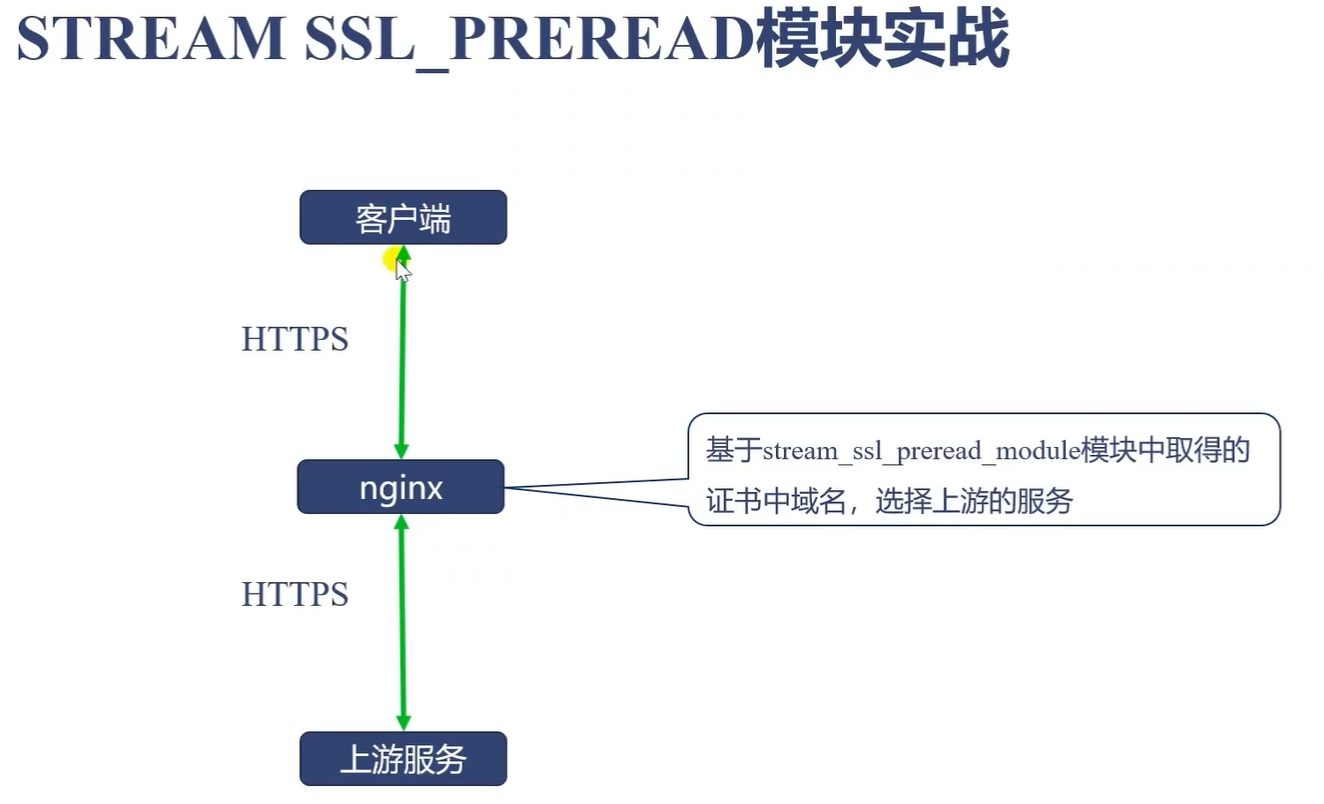 STREAM SSL_PREREAD模块实战
客户端
HTTPS
nginx
基于stream_ssl_preread_module模块中取得的
证书中域名，选择上游的服务
HTTPS
上游服务